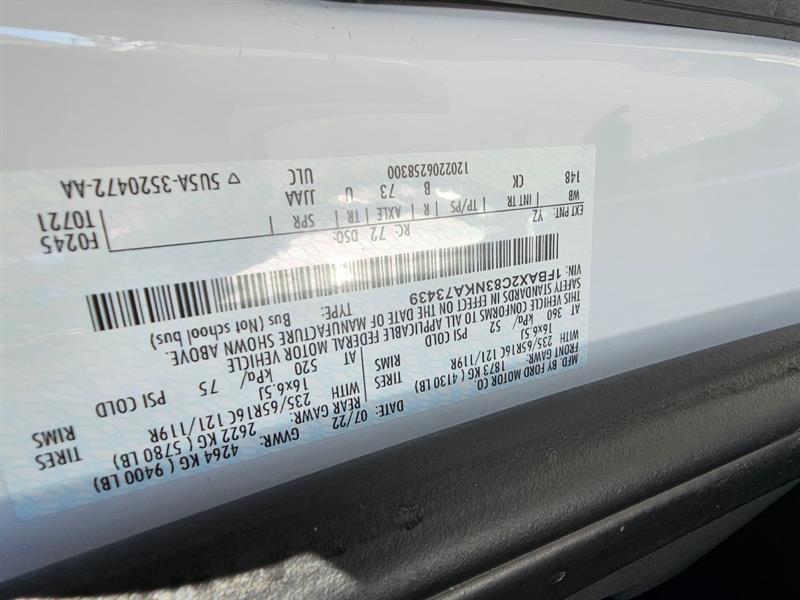 MFD. BY FORD MOTOR CO.
DATE: 07/22 GVWR: 4264 KG ( 9400 LB)
FRONT GAWR: 1873 KG ( 4130 LB) REAR GAWR: 2622 KG ( 5780 LB)
WITH 235/65R16C 121/119R TIRES WITH 235/65R16C 121/119R TIRES
16x6.5J RIMS 16x6.5J RIMS
AT 360 kPa/ 52 PSI COLD AT 520 kPa/ 75 PSI COLD
THIS VEHICLE CONFORMS TO ALL APPLICABLE FEDERAL MOTOR VEHICLE
SAFETY STANDARDS IN EFFECT ON THE DATE OF MANUFACTURE SHOWN ABOVE.
VIN: 1FBAX2C83NKA73439 TYPE: Bus (Not school bus)
EXT PNT: YZ RC: 72 DSO: F0245
T0721
WB INT TR TP/PS R AXLE TR SPR
148 CK B 73 U JJAA
120220625830​0 ULC ▽ 5U5A-3520472-AA